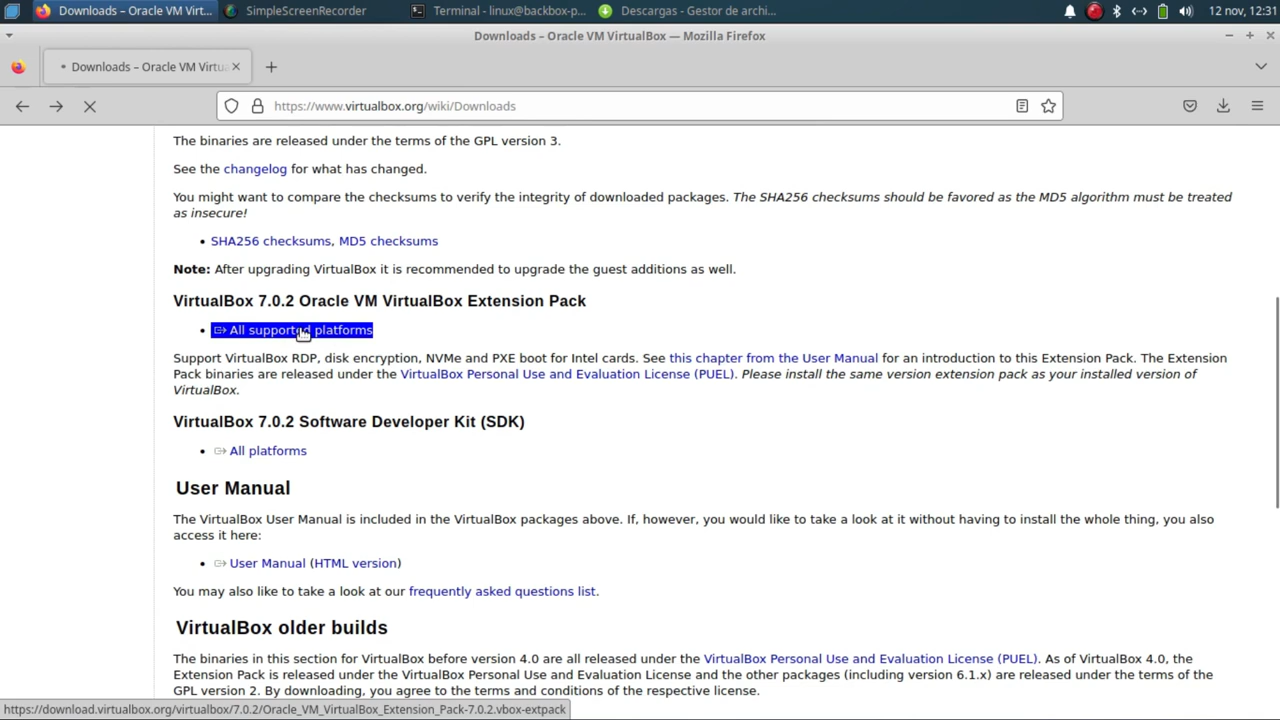 Downloads – Oracle VM Virt...
SimpleScreenRecorder
Terminal - linux@backbox-p...
Descargas - Gestor de archi...
12 nov, 12:31
Downloads – Oracle VM VirtualBox — Mozilla Firefox
Downloads – Oracle VM Virtu
https://www.virtualbox.org/wiki/Downloads
The binaries are released under the terms of the GPL version 3.
See the changelog for what has changed.
You might want to compare the checksums to verify the integrity of downloaded packages. The SHA256 checksums should be favored as the MD5 algorithm must be treated
as insecure!
• SHA256 checksums, MD5 checksums
Note: After upgrading VirtualBox it is recommended to upgrade the guest additions as well.
VirtualBox 7.0.2 Oracle VM VirtualBox Extension Pack
• All supported platforms
Support VirtualBox RDP, disk encryption, NVMe and PXE boot for Intel cards. See this chapter from the User Manual for an introduction to this Extension Pack. The Extension
Pack binaries are released under the VirtualBox Personal Use and Evaluation License (PUEL). Please install the same version extension pack as your installed version of
VirtualBox.
VirtualBox 7.0.2 Software Developer Kit (SDK)
• All platforms
User Manual
The VirtualBox User Manual is included in the VirtualBox packages above. If, however, you would like to take a look at it without having to install the whole thing, you also
access it here:
• User Manual (HTML version)
You may also like to take a look at our frequently asked questions list.
VirtualBox older builds
The binaries in this section for VirtualBox before version 4.0 are all released under the VirtualBox Personal Use and Evaluation License (PUEL). As of VirtualBox 4.0, the
Extension Pack is released under the VirtualBox Personal Use and Evaluation License and the other packages (including version 6.1.x) are released under the terms of the
GPL version 2. By downloading, you agree to the terms and conditions of the respective license.
https://download.virtualbox.org/virtualbox/7.0.2/Oracle_VM_VirtualBox_Extension_Pack-7.0.2.vbox-extpack